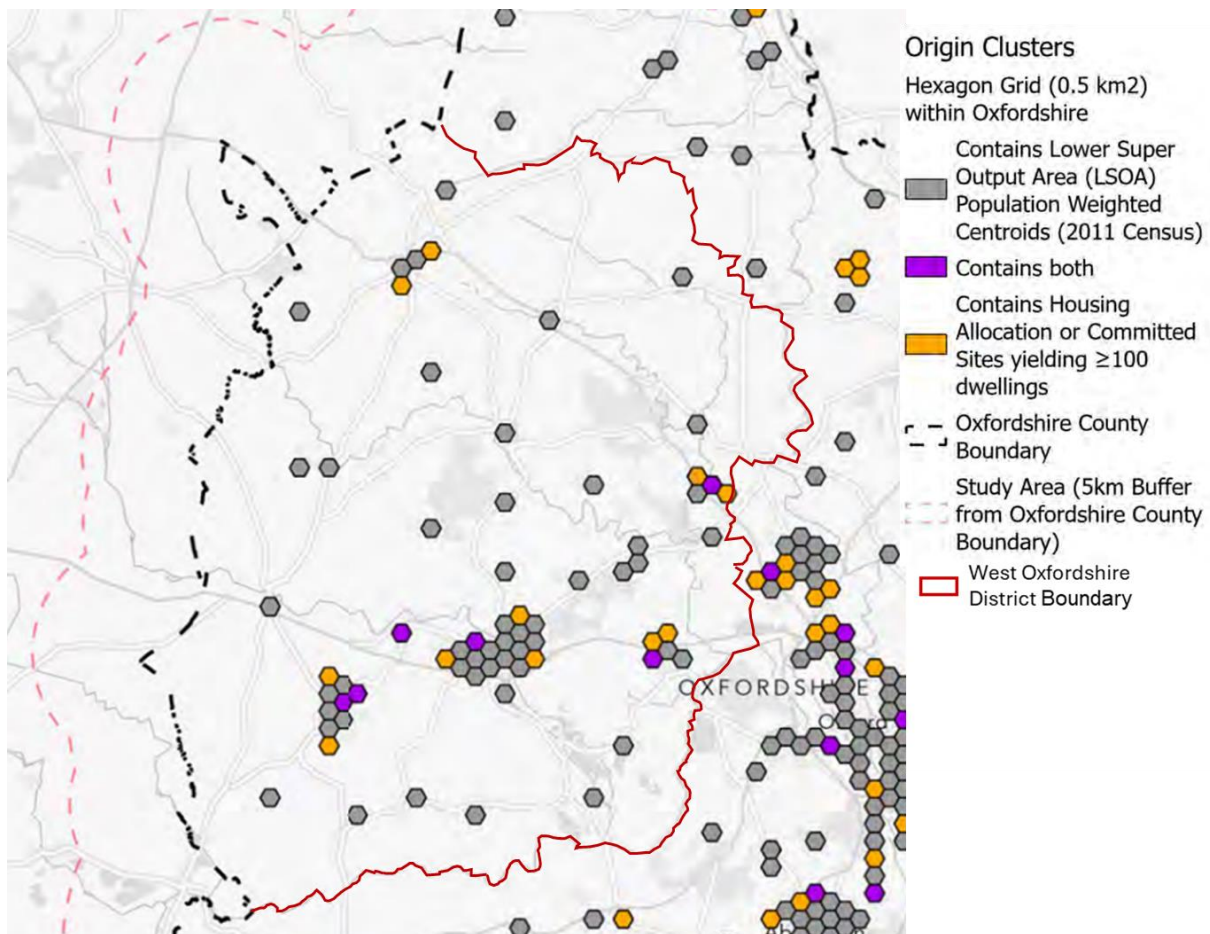 Origin Clusters
Hexagon Grid (0.5 km2)
within Oxfordshire
Contains Lower Super
Output Area (LSOA)
Population Weighted
Centroids (2011 Census)
Contains both
Contains Housing
Allocation or Committed
Sites yielding ≥100
dwellings
Oxfordshire County
Boundary
Study Area (5km Buffer
from Oxfordshire County
Boundary)
West Oxfordshire
District Boundary
OXFORDSHIRE